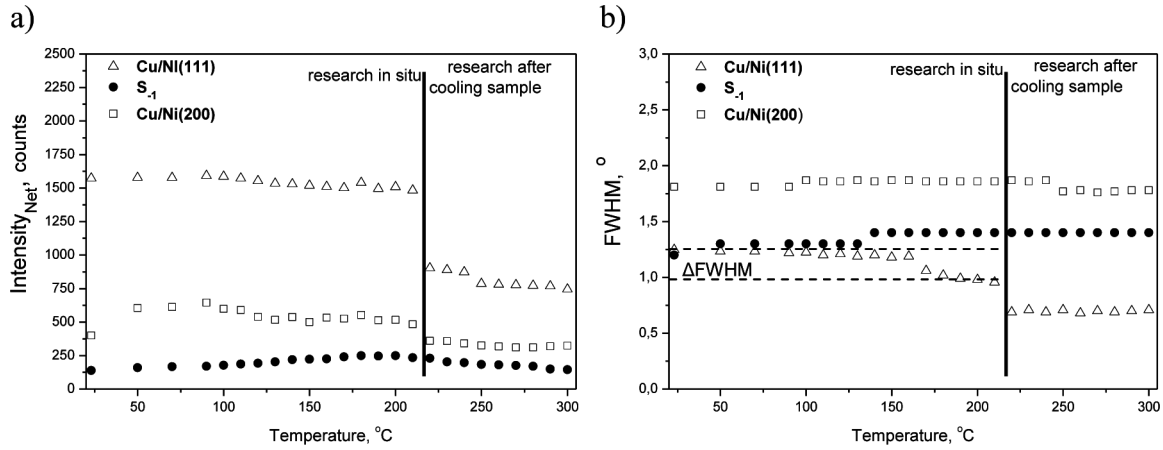 a)
2500
2250
2000
1750
1500
1250
1000
750
500
250
0
Intensity Net, counts
Cu/NI(111)
S-1
Cu/Ni(200)
research in situ
research after
cooling sample
50
100
150
200
250
300
Temperature, °C
b)
3,0
2,5
2,0
1,5
1,0
0,5
0,0
FWHM, °
Cu/Ni(111)
S-1
Cu/Ni(200)
research in situ
research after
cooling sample
ΔFWHM
50
100
150
200
250
300
Temperature, °C